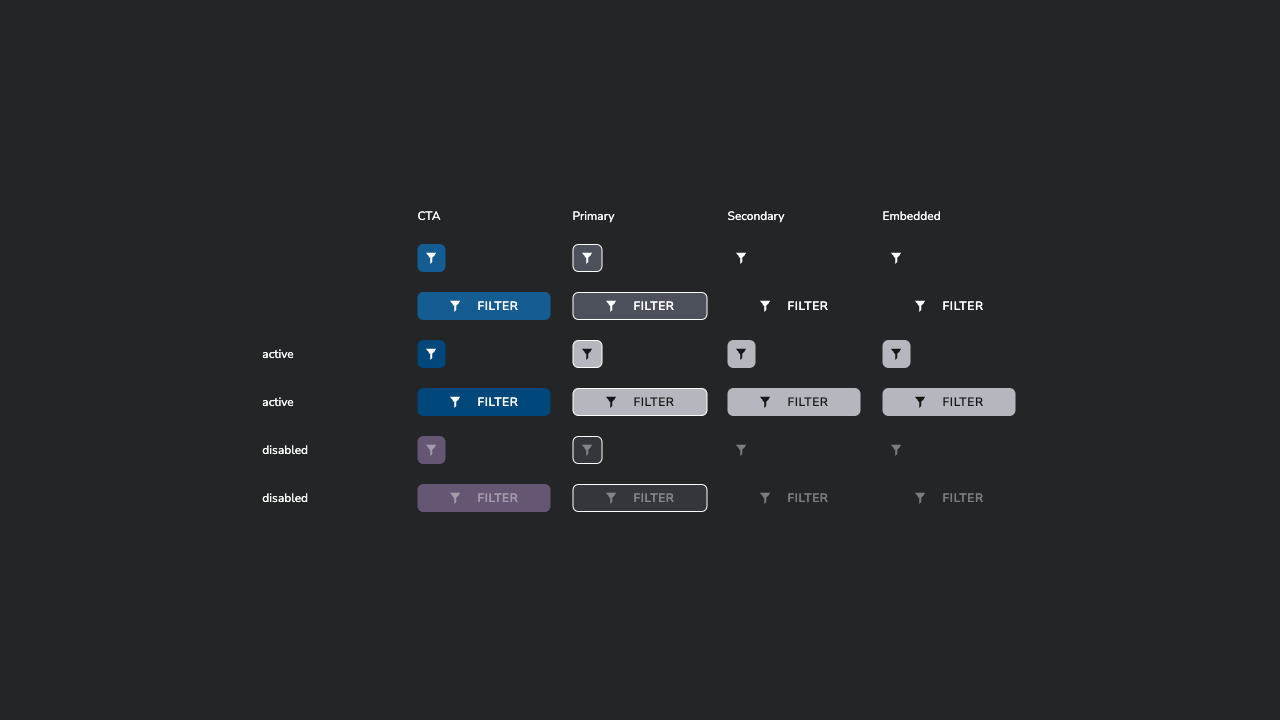 CTA Primary Secondary Embedded
FILTER FILTER FILTER FILTER
active
active FILTER FILTER FILTER FILTER
disabled
disabled FILTER FILTER FILTER FILTER